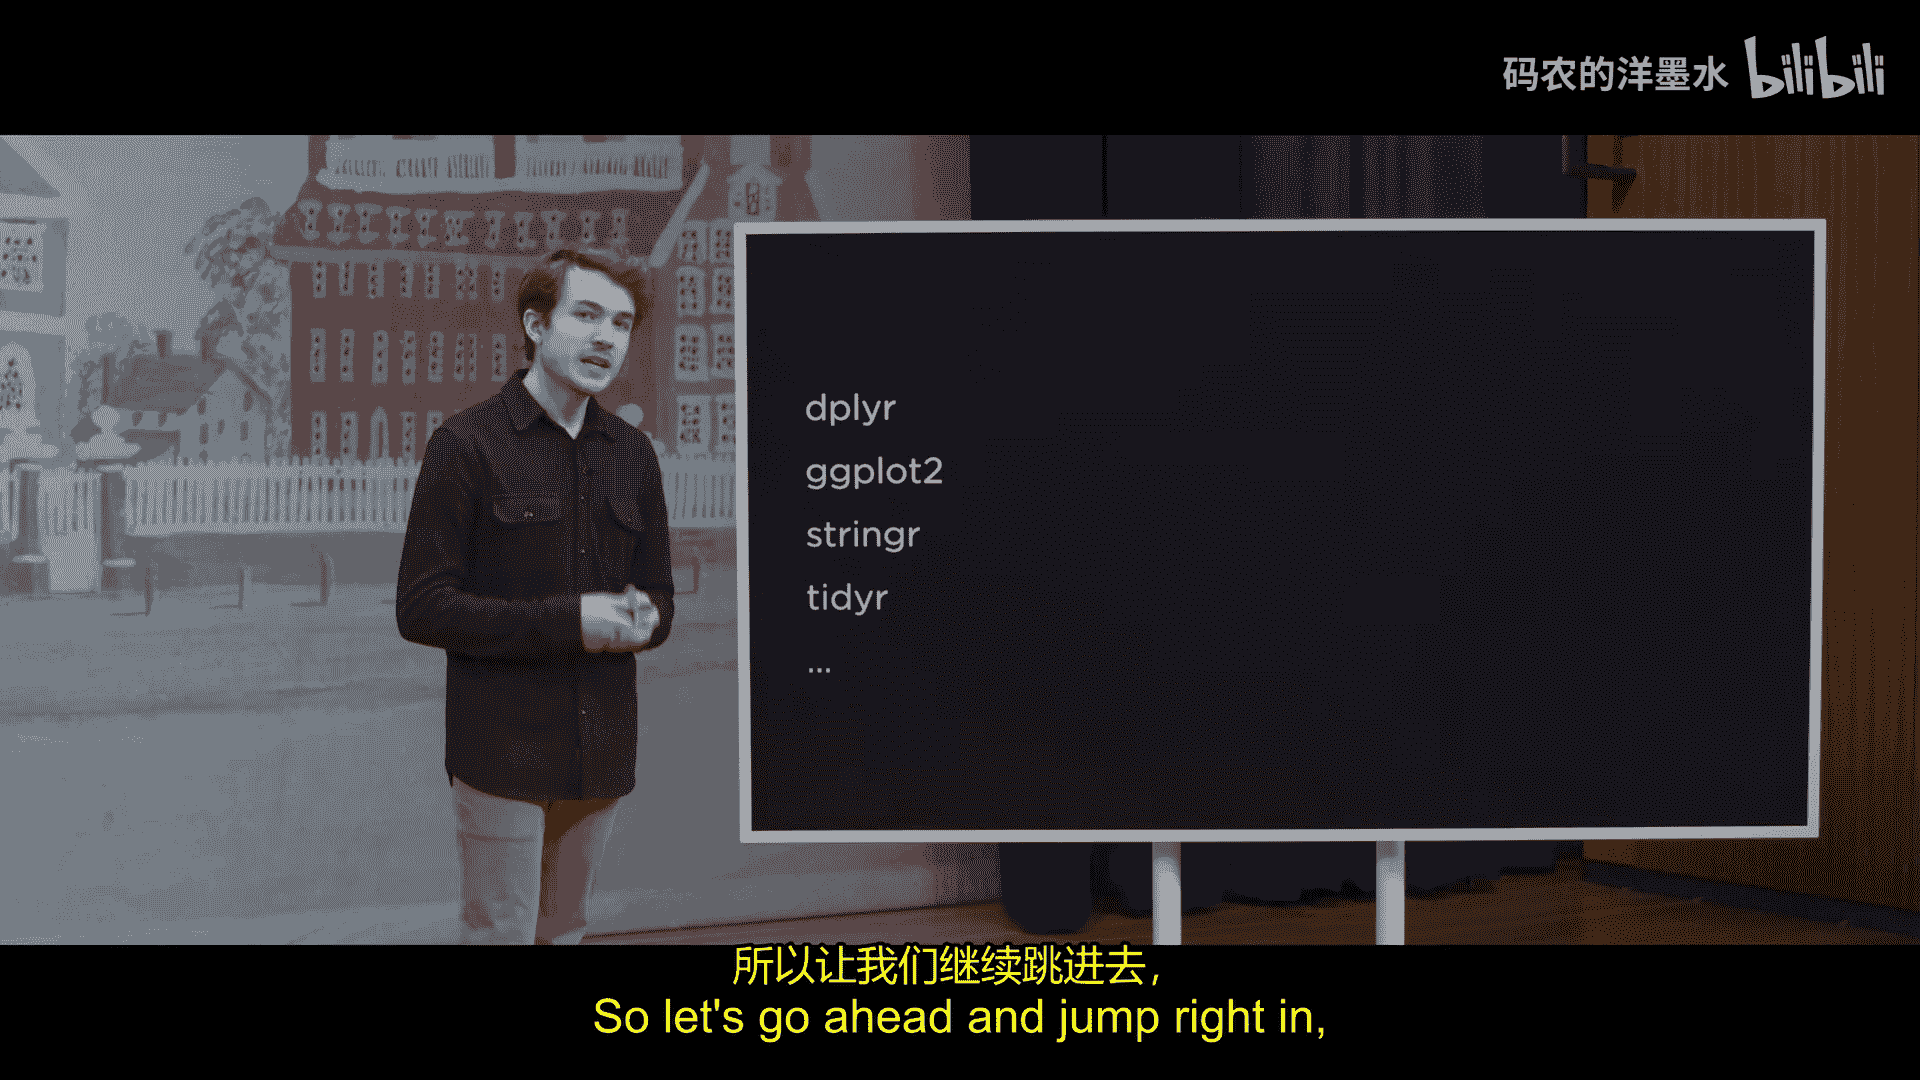 码农的洋墨水 bilibili
dplyr
ggplot2
stringr
tidyr
...
所以让我们继续跳进去,
So let's go ahead and jump right in,